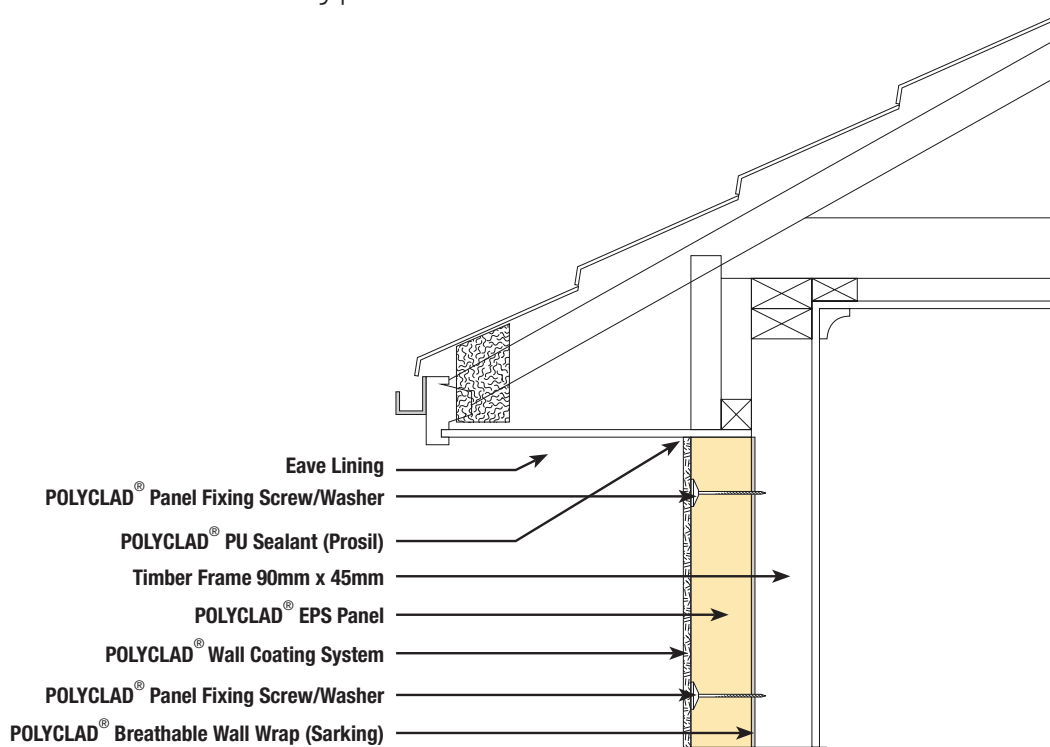 Eave Lining
POLYCLAD® Panel Fixing Screw/Washer
POLYCLAD® PU Sealant (Prosil)
Timber Frame 90mm x 45mm
POLYCLAD® EPS Panel
POLYCLAD® Wall Coating System
POLYCLAD® Panel Fixing Screw/Washer
POLYCLAD® Breathable Wall Wrap (Sarking)